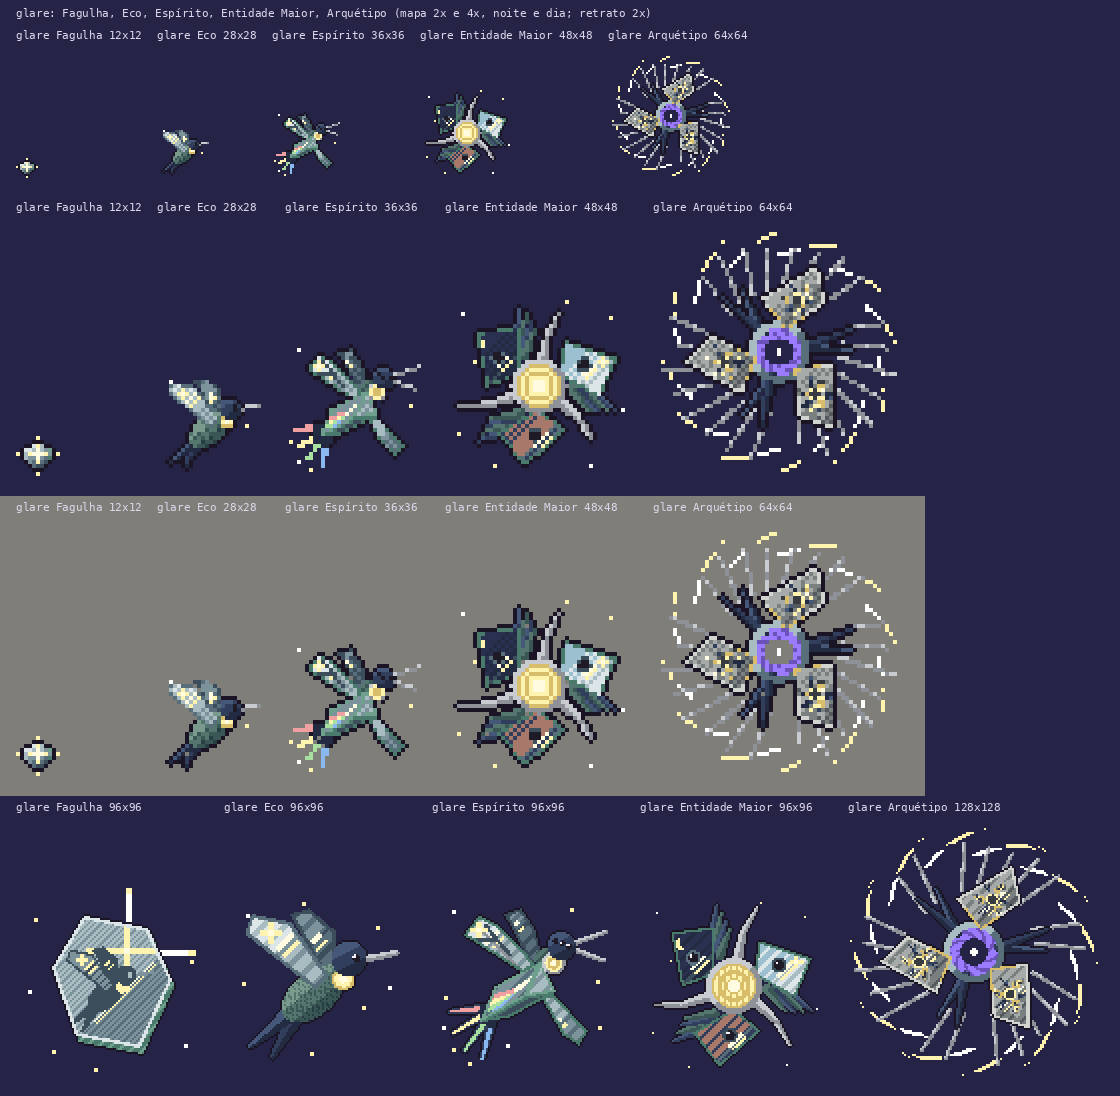 glare: Fagulha, Eco, Espírito, Entidade Maior, Arquétipo (mapa 2x e 4x, noite e dia; retrato 2x)
glare Fagulha 12x12 glare Eco 28x28 glare Espírito 36x36 glare Entidade Maior 48x48 glare Arquétipo 64x64
glare Fagulha 12x12 glare Eco 28x28 glare Espírito 36x36 glare Entidade Maior 48x48 glare Arquétipo 64x64
glare Fagulha 12x12 glare Eco 28x28 glare Espírito 36x36 glare Entidade Maior 48x48 glare Arquétipo 64x64
glare Fagulha 96x96 glare Eco 96x96 glare Espírito 96x96 glare Entidade Maior 96x96 glare Arquétipo 128x128